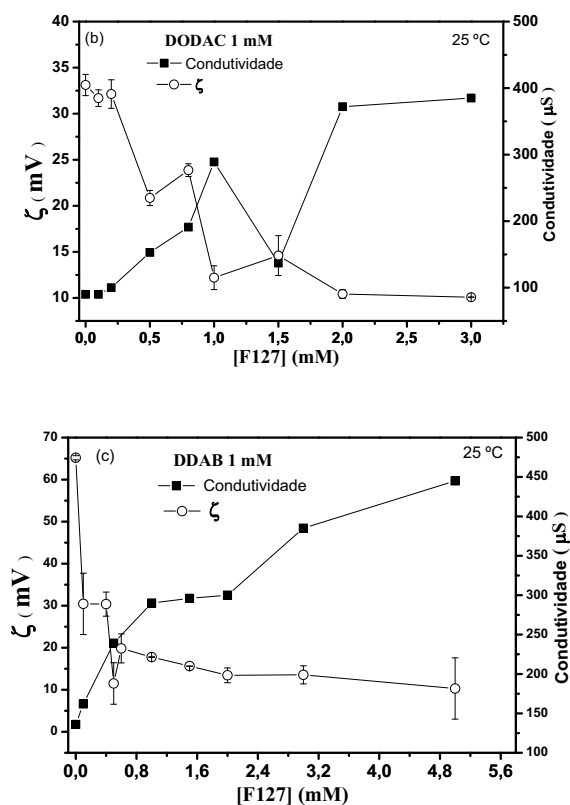 (b)
DODAC 1 mM
25 ºC
Condutividade
ζ
ζ ( mV )
40
35
30
25
20
15
10
500
400
300
200
100
Condutividade ( µS )
0,0 0,5 1,0 1,5 2,0 2,5 3,0
[F127] (mM)
(c)
DDAB 1 mM
25 ºC
Condutividade
ζ
ζ ( mV )
70
60
50
40
30
20
10
0
500
450
400
350
300
250
200
150
100
Condutividade ( µS )
0,0 0,8 1,6 2,4 3,2 4,0 4,8 5,6
[F127] (mM)